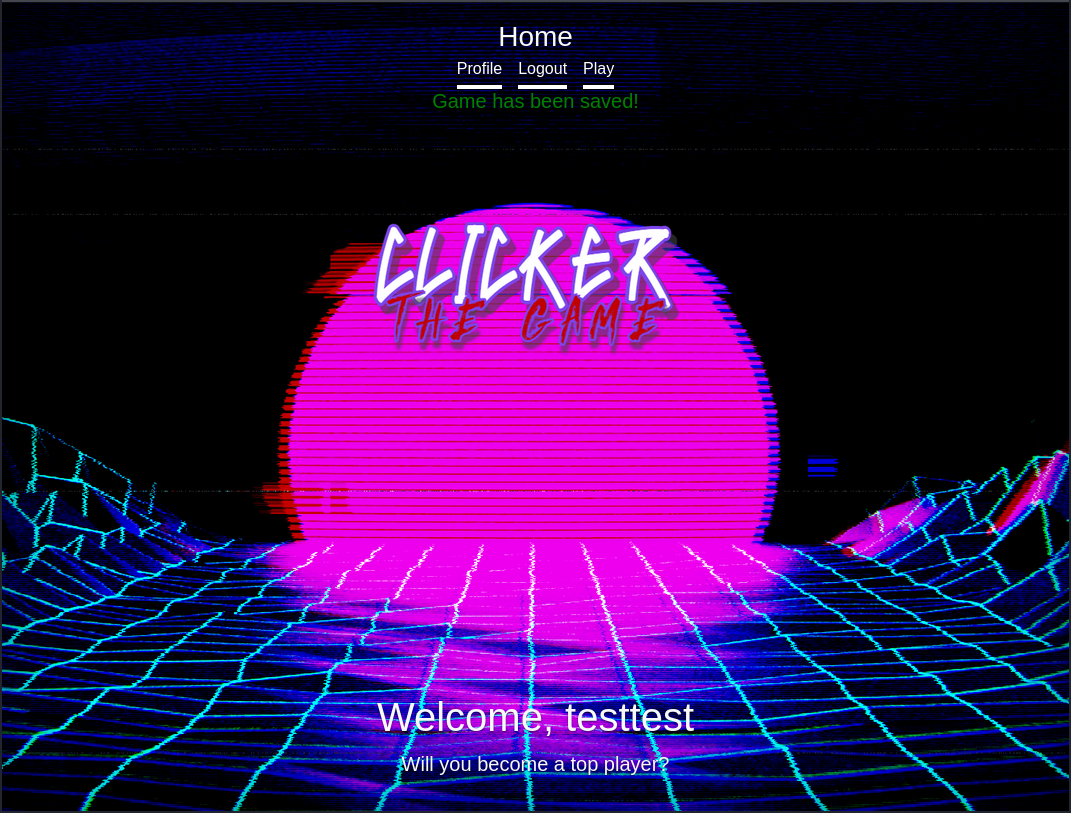 Home
Profile Logout Play
Game has been saved!
CLICKER
THE GAME
Welcome, testtest
Will you become a top player?